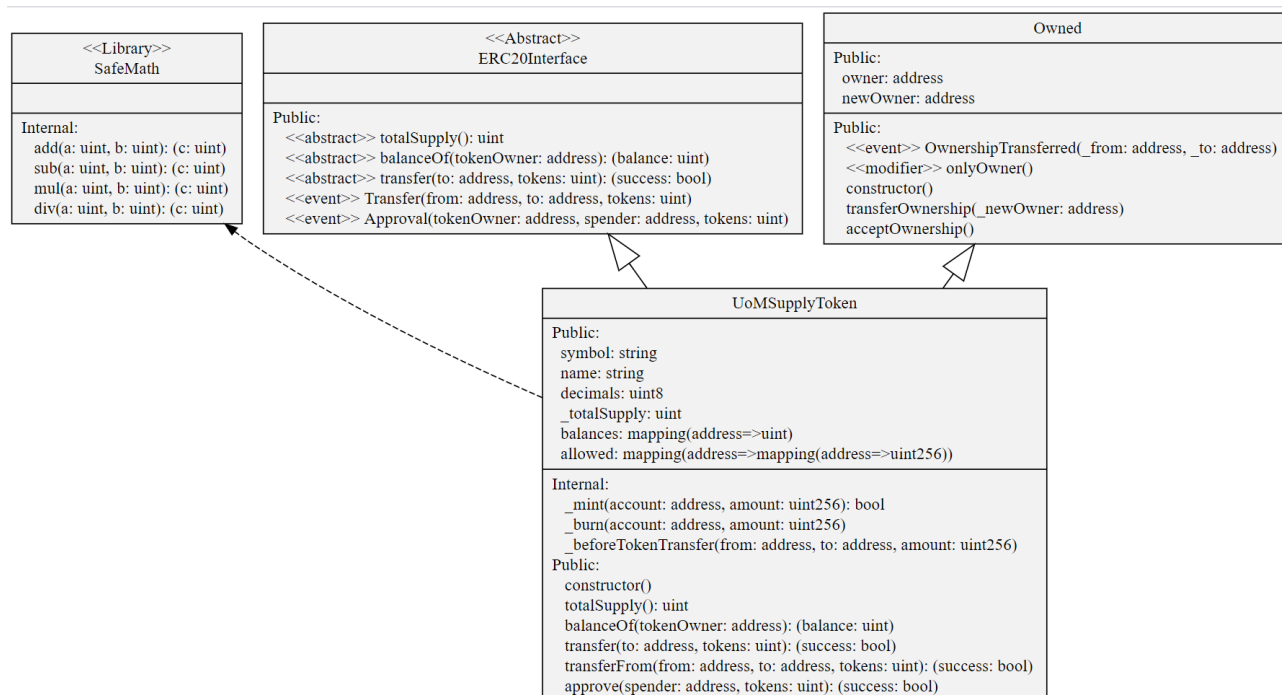 <<Library>>
SafeMath
Internal:
add(a: uint, b: uint): (c: uint)
sub(a: uint, b: uint): (c: uint)
mul(a: uint, b: uint): (c: uint)
div(a: uint, b: uint): (c: uint)
<<Abstract>>
ERC20Interface
Public:
<<abstract>> totalSupply(): uint
<<abstract>> balanceOf(tokenOwner: address): (balance: uint)
<<abstract>> transfer(to: address, tokens: uint): (success: bool)
<<event>> Transfer(from: address, to: address, tokens: uint)
<<event>> Approval(tokenOwner: address, spender: address, tokens: uint)
Owned
Public:
owner: address
newOwner: address
Public:
<<event>> OwnershipTransferred(_from: address, _to: address)
<<modifier>> onlyOwner()
constructor()
transferOwnership(_newOwner: address)
acceptOwnership()
UoMSupplyToken
Public:
symbol: string
name: string
decimals: uint8
_totalSupply: uint
balances: mapping(address=>uint)
allowed: mapping(address=>mapping(address=>uint256))
Internal:
_mint(account: address, amount: uint256): bool
_burn(account: address, amount: uint256)
_beforeTokenTransfer(from: address, to: address, amount: uint256)
Public:
constructor()
totalSupply(): uint
balanceOf(tokenOwner: address): (balance: uint)
transfer(to: address, tokens: uint): (success: bool)
transferFrom(from: address, to: address, tokens: uint): (success: bool)
approve(spender: address, tokens: uint): (success: bool)